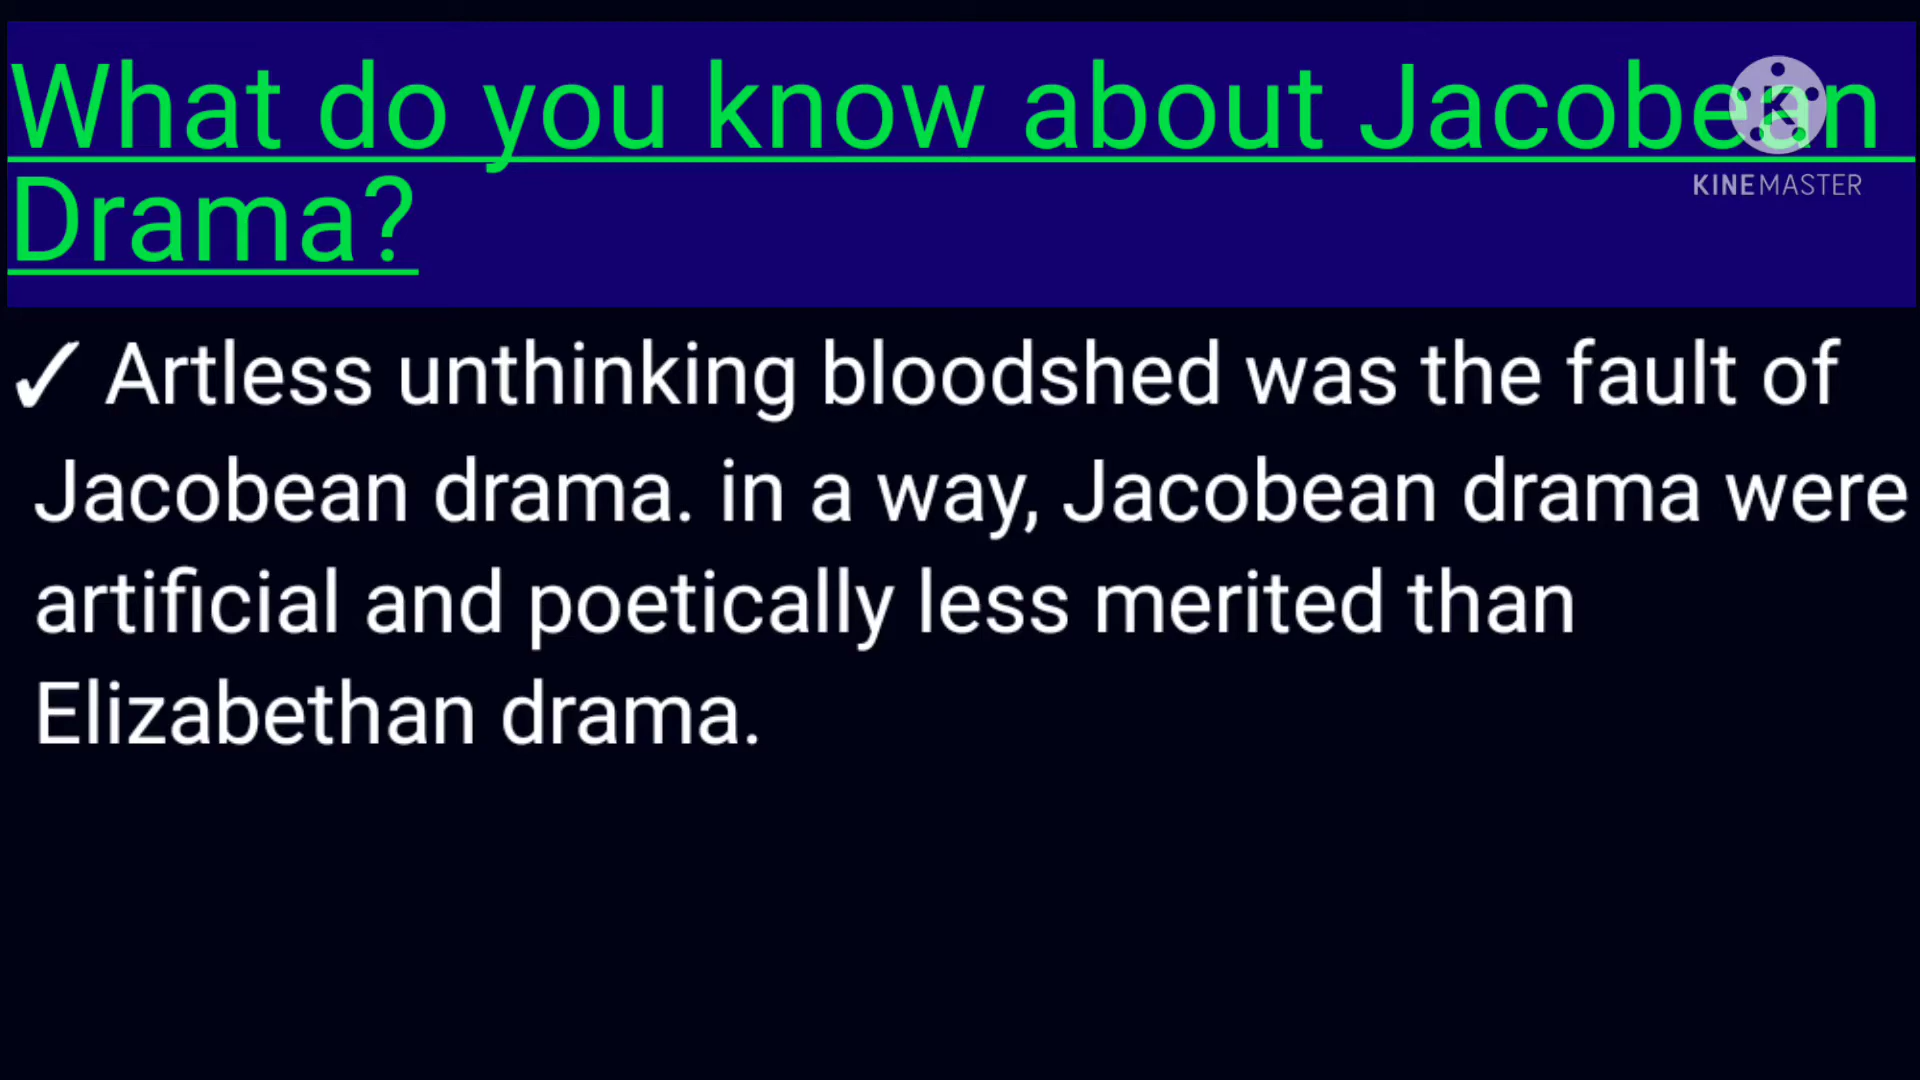 What do you know about Jacobean
Drama?
KINEMASTER
✓ Artless unthinking bloodshed was the fault of
Jacobean drama. in a way, Jacobean drama were
artificial and poetically less merited than
Elizabethan drama.